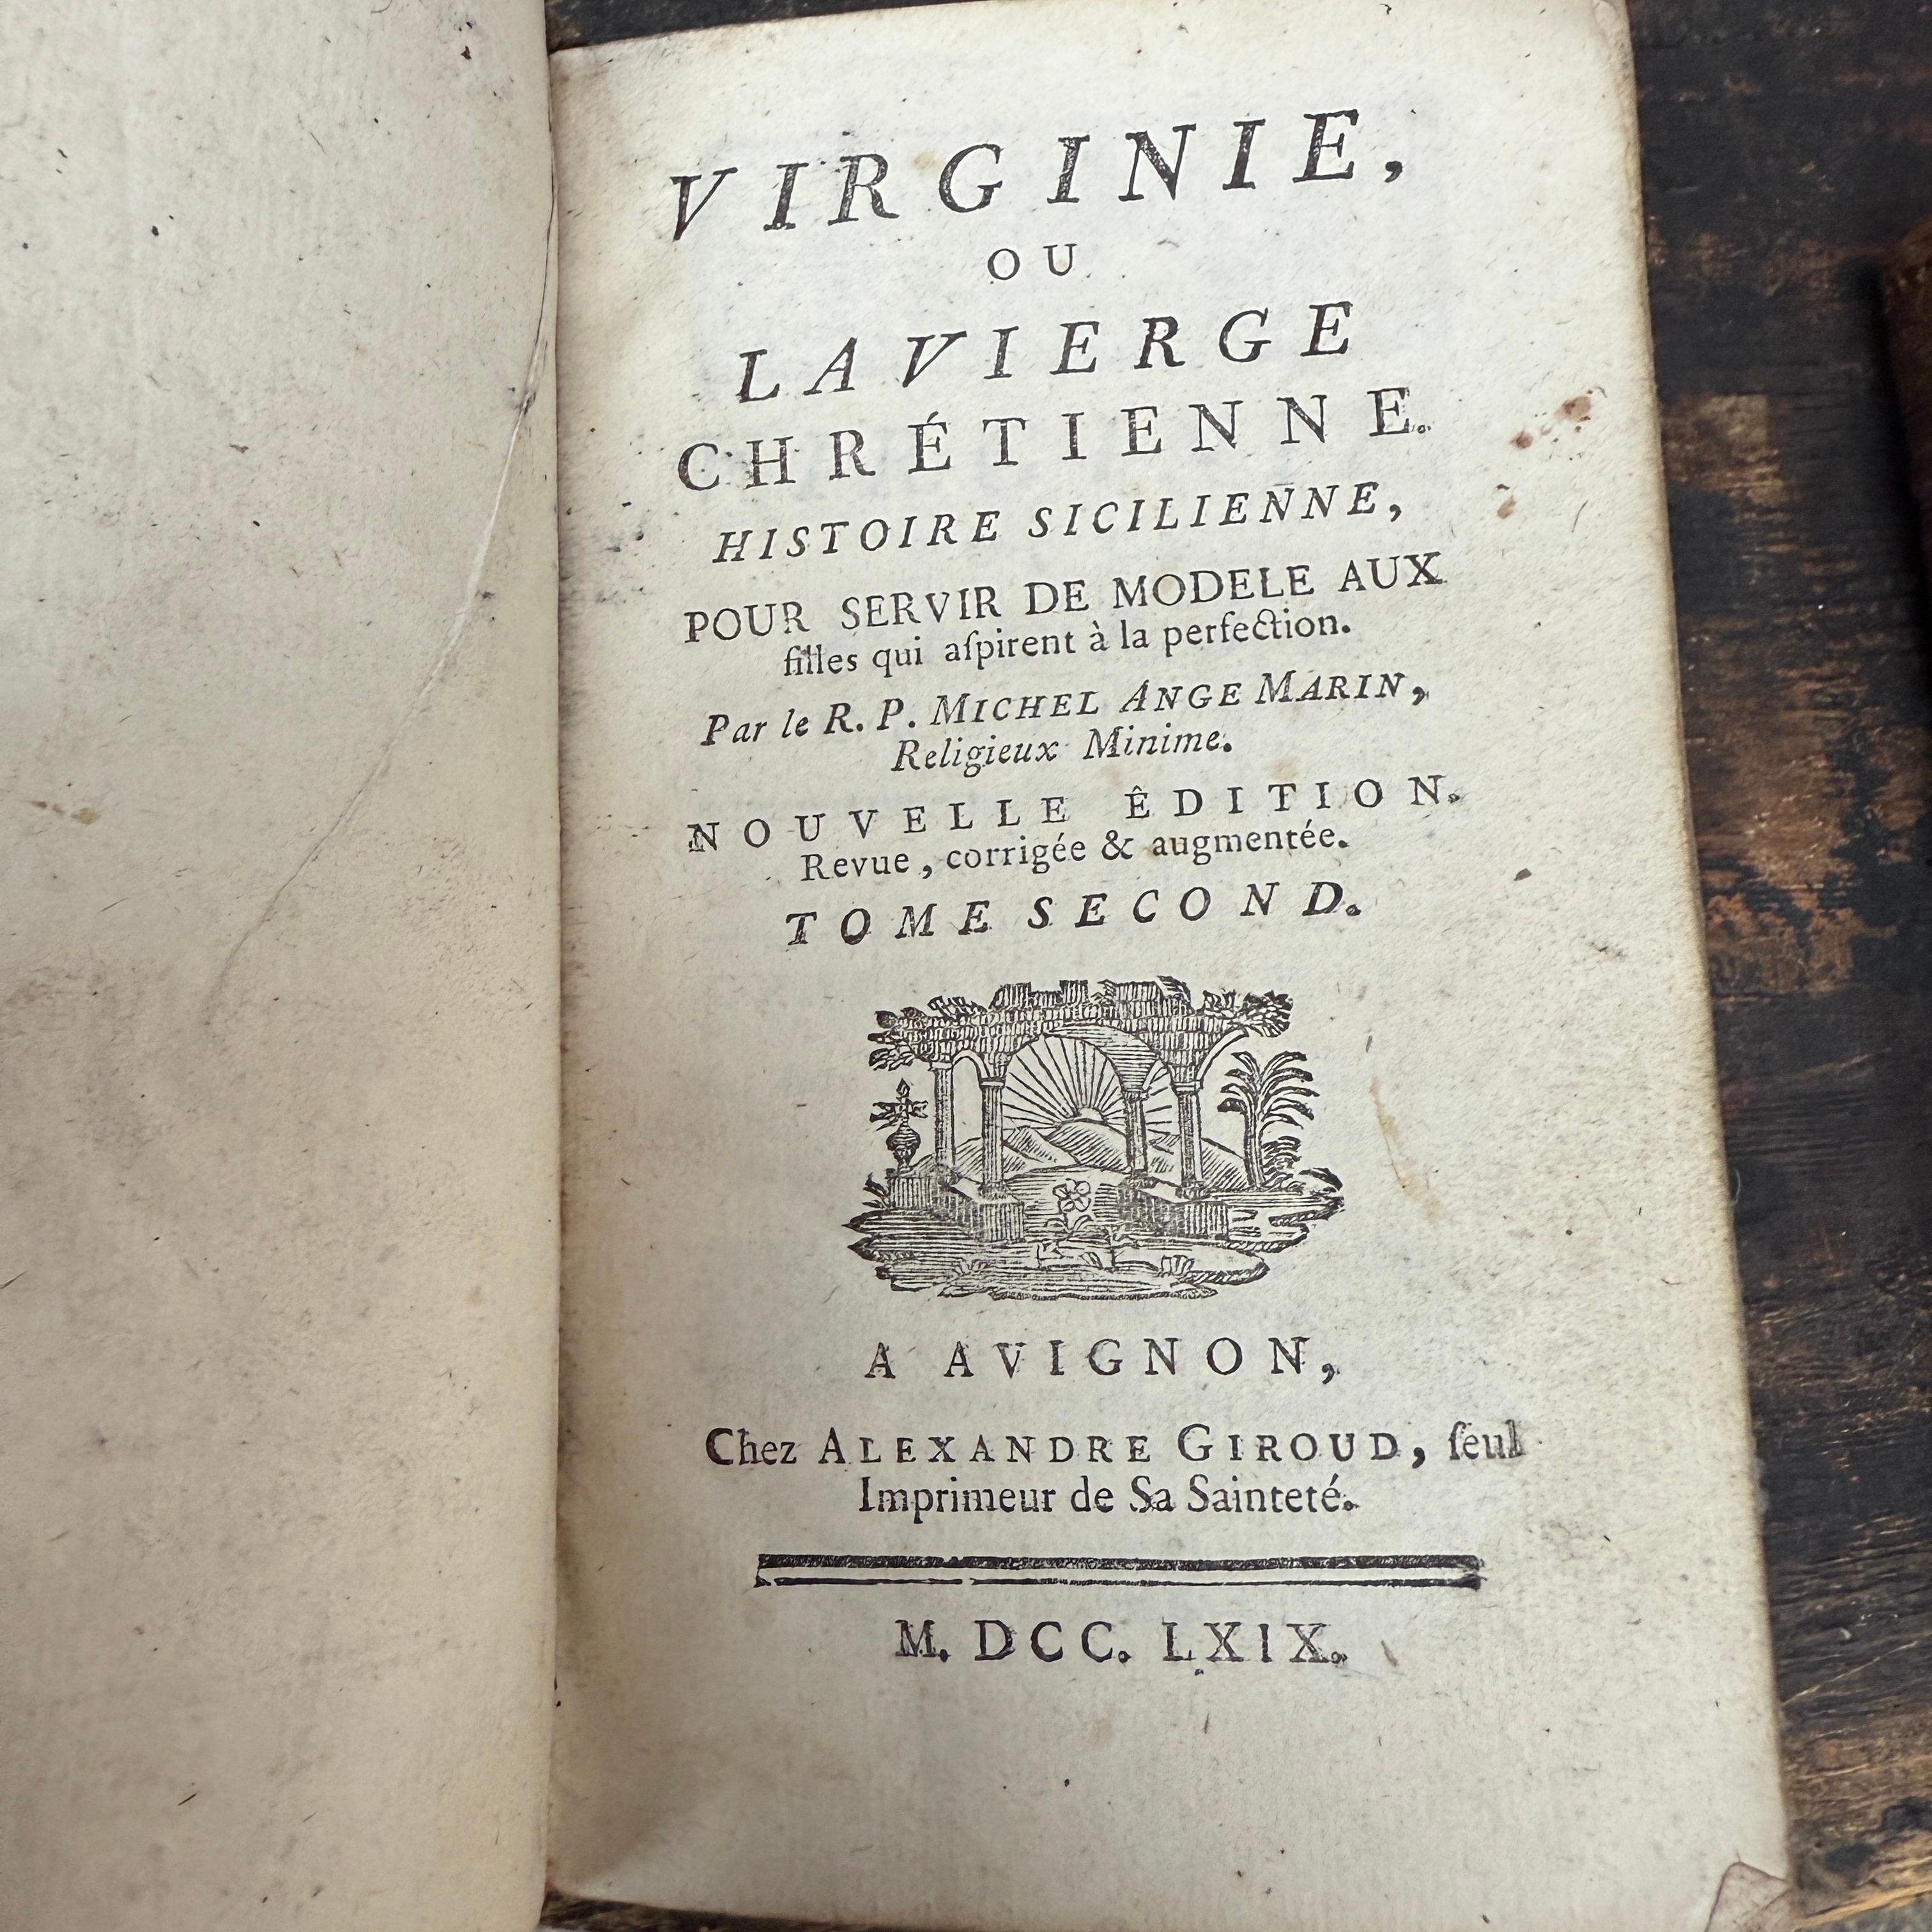 VIRGINIE,
OU
LA VIERGE
CHRÉTIENNE.
HISTOIRE SICILIENNE,
POUR SERVIR DE MODELE AUX
filles qui aſpirent à la perfection.
Par le R. P. MICHEL ANGE MARIN,
Religieux Minime.
NOUVELLE ÊDITION.
Revue, corrigée & augmentée.
TOME SECOND.
A AVIGNON,
Chez ALEXANDRE GIROUD, ſeul
Imprimeur de Sa Sainteté.
M. DCC. LXIX.